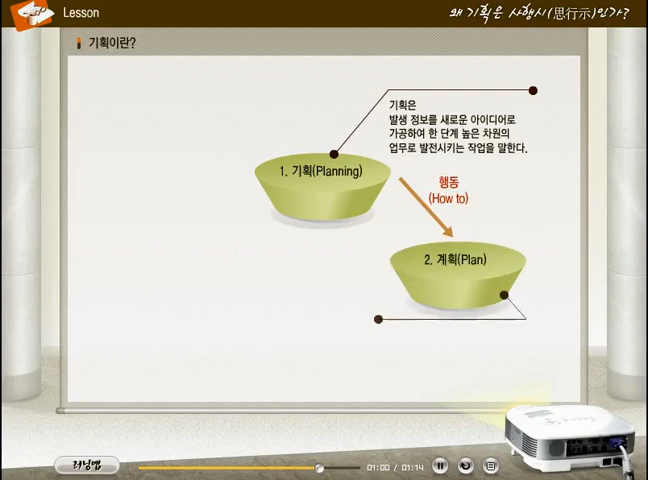 Lesson
왜 기획은 사행시(思行示)인가?
기획이란?
기획은
발생 정보를 새로운 아이디어로
가공하여 한 단계 높은 차원의
업무로 발전시키는 작업을 말한다.
1. 기획(Planning)
행동
(How to)
2. 계획(Plan)
러닝맵
01:00 / 01:14